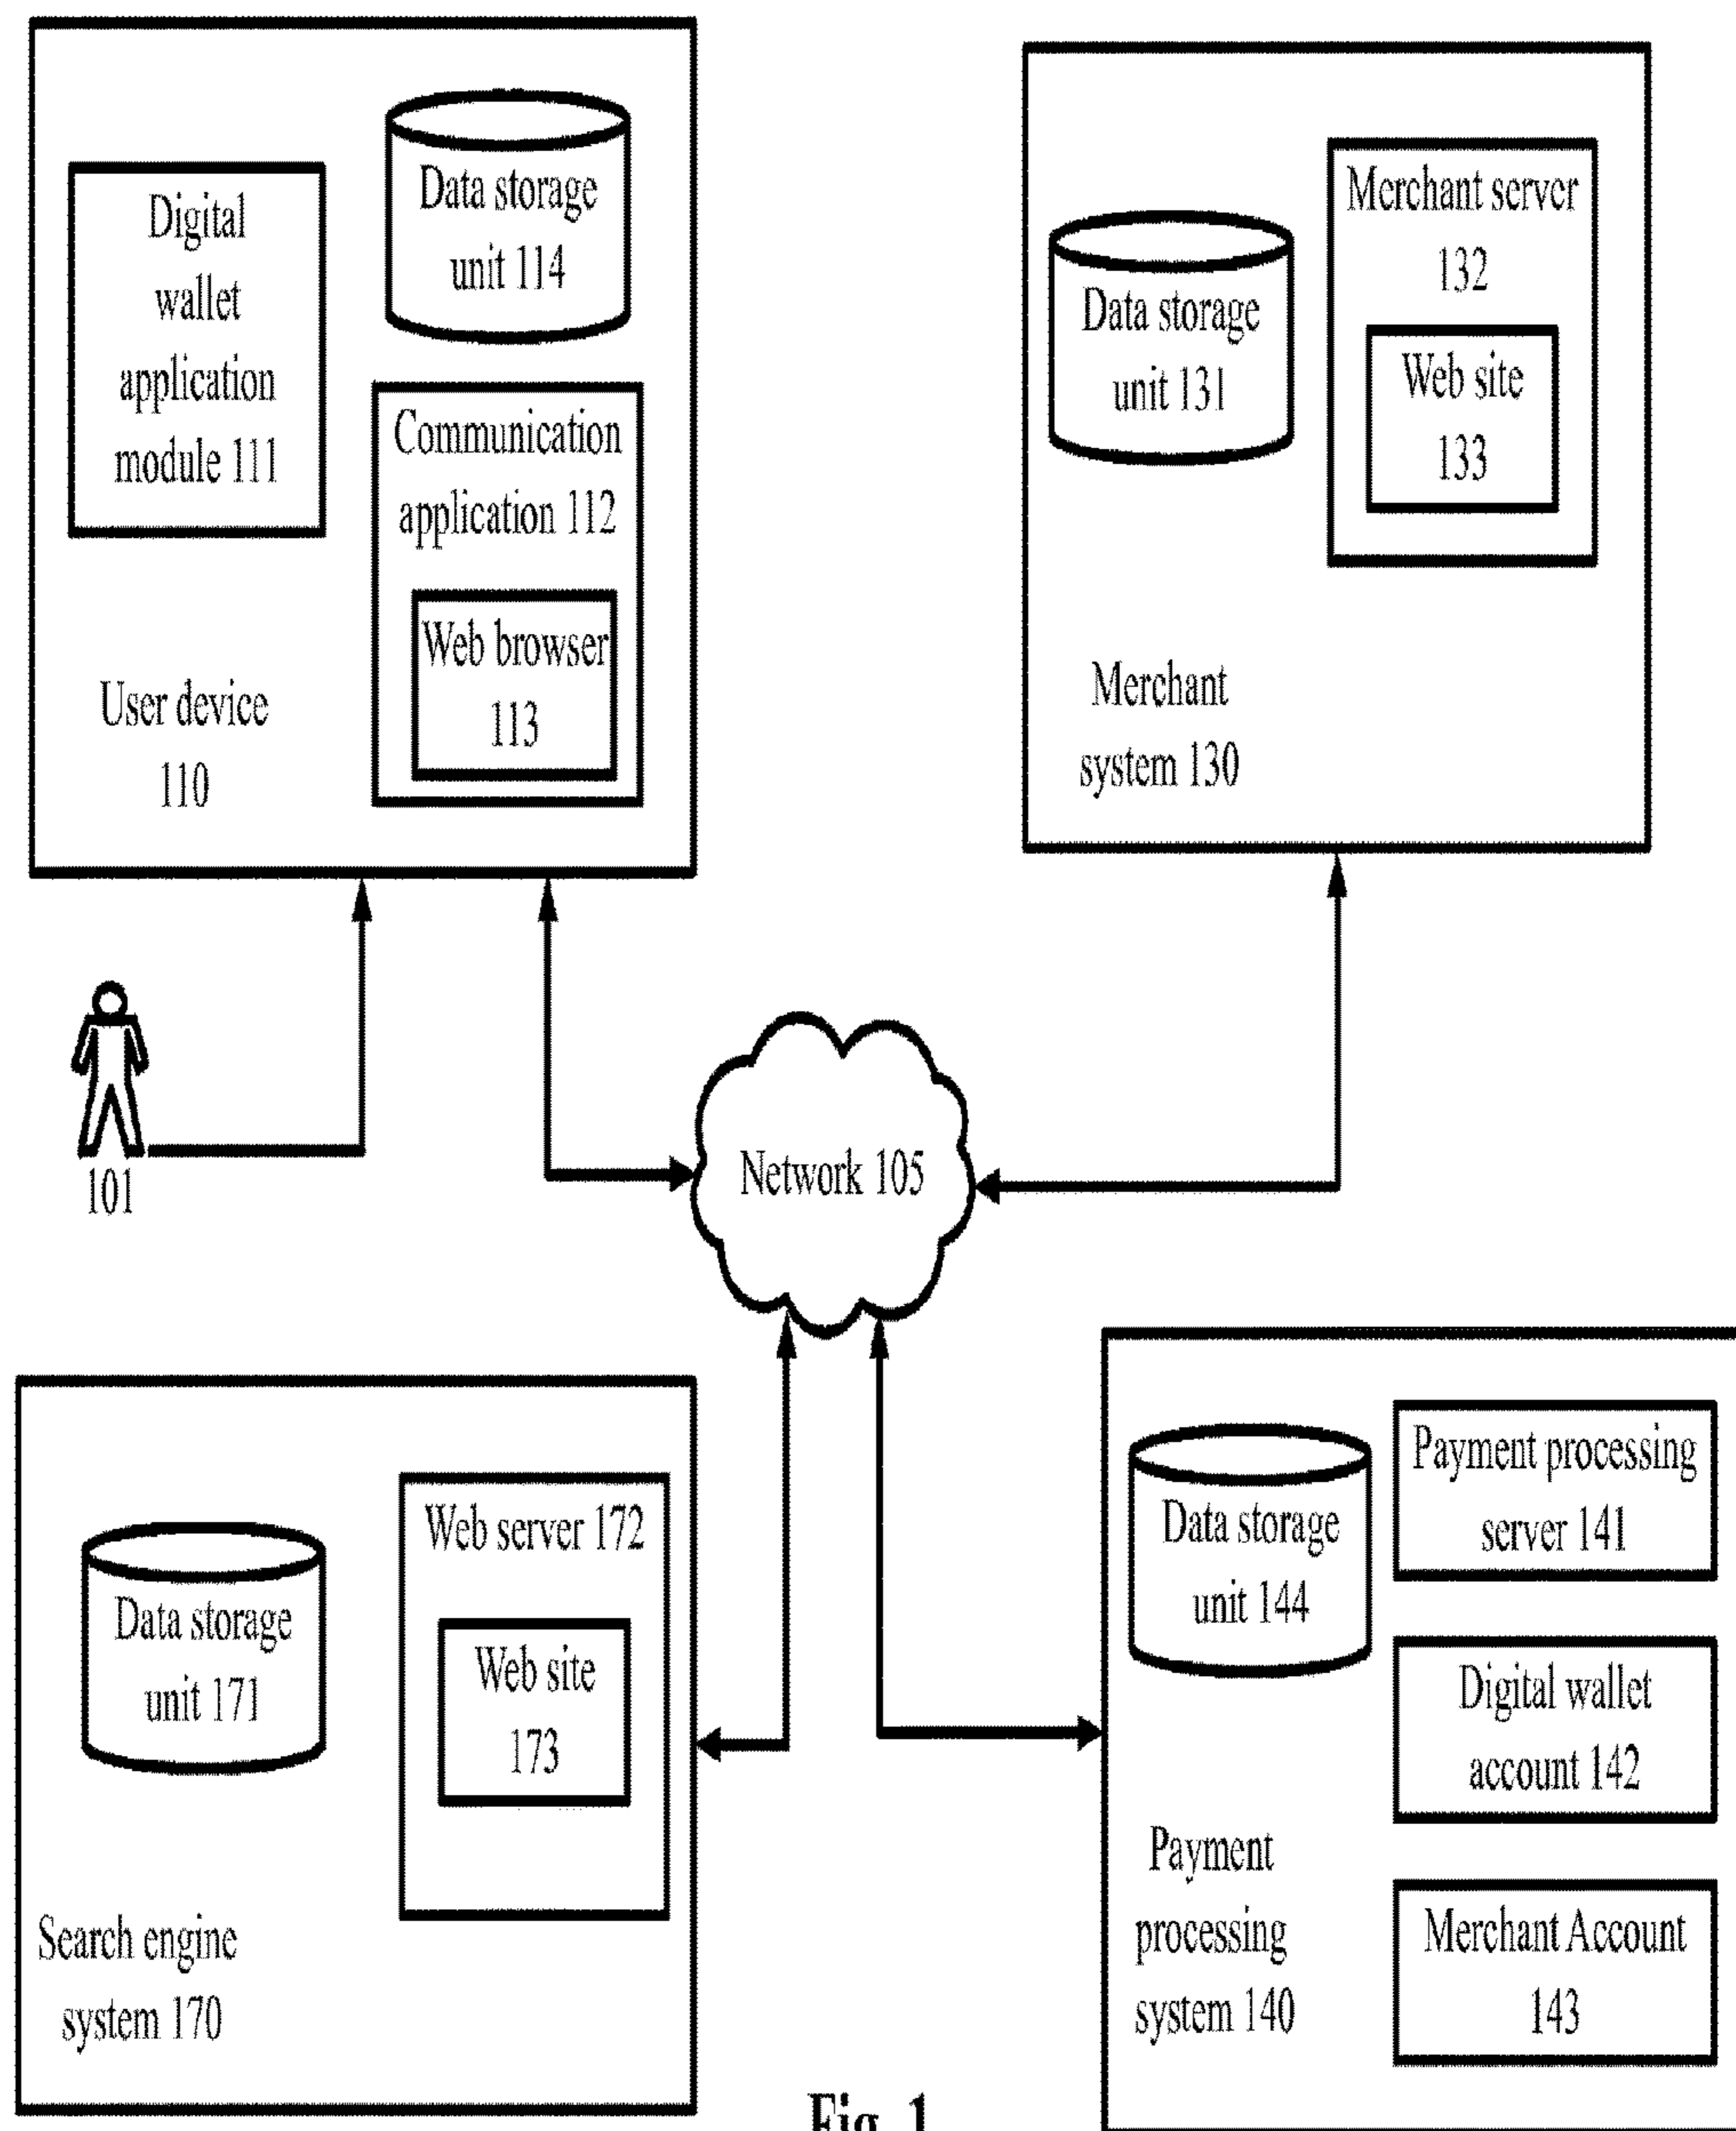 Digital
wallet
application
module 111
Data storage
unit 114
Communication
application 112
Web browser
113
User device
110
Data storage
unit 131
Merchant server
132
Web site
133
Merchant
system 130
101
Network 105
Data storage
unit 171
Web server 172
Web site
173
Search engine
system 170
Data storage
unit 144
Payment processing
server 141
Digital wallet
account 142
Merchant Account
143
Payment
processing
system 140
Fig. 1